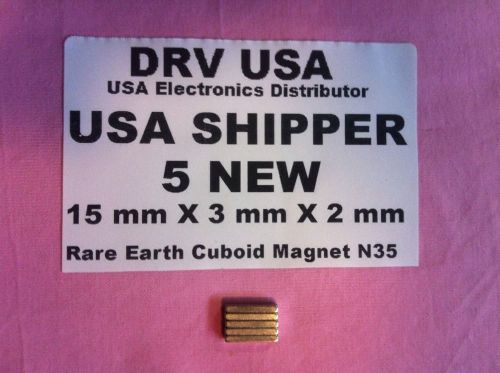 DRV USA
USA Electronics Distributor
USA SHIPPER
5 NEW
15 mm X 3 mm X 2 mm
Rare Earth Cuboid Magnet N35